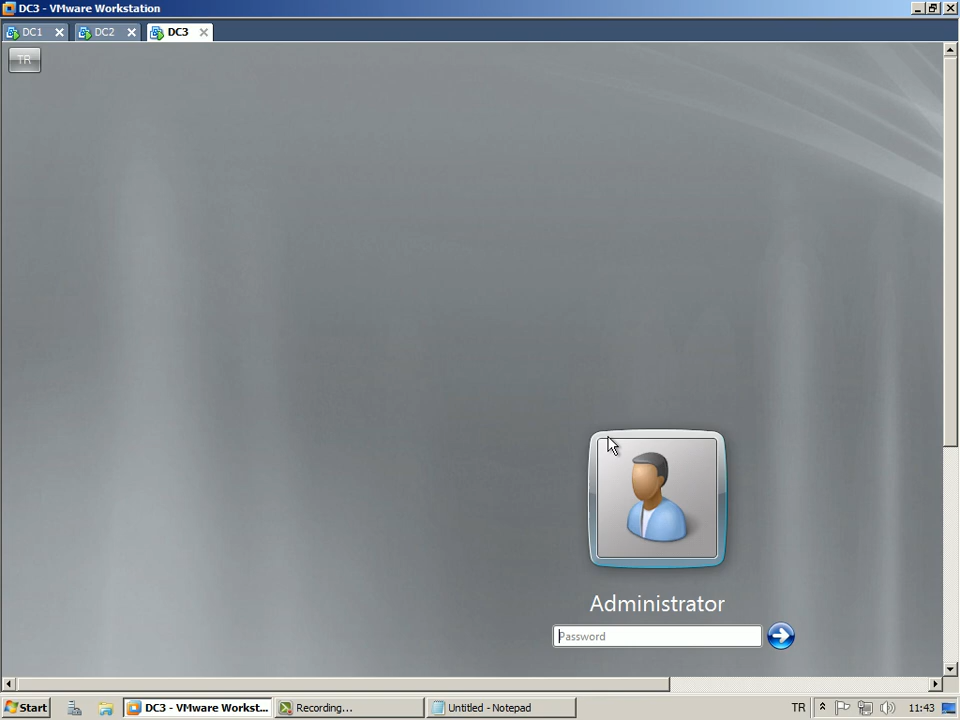 DC3 - VMware Workstation
DC1
DC2
DC3
TR
Administrator
Password
Start
DC3 - VMware Workst...
Recording...
Untitled - Notepad
TR
11:43